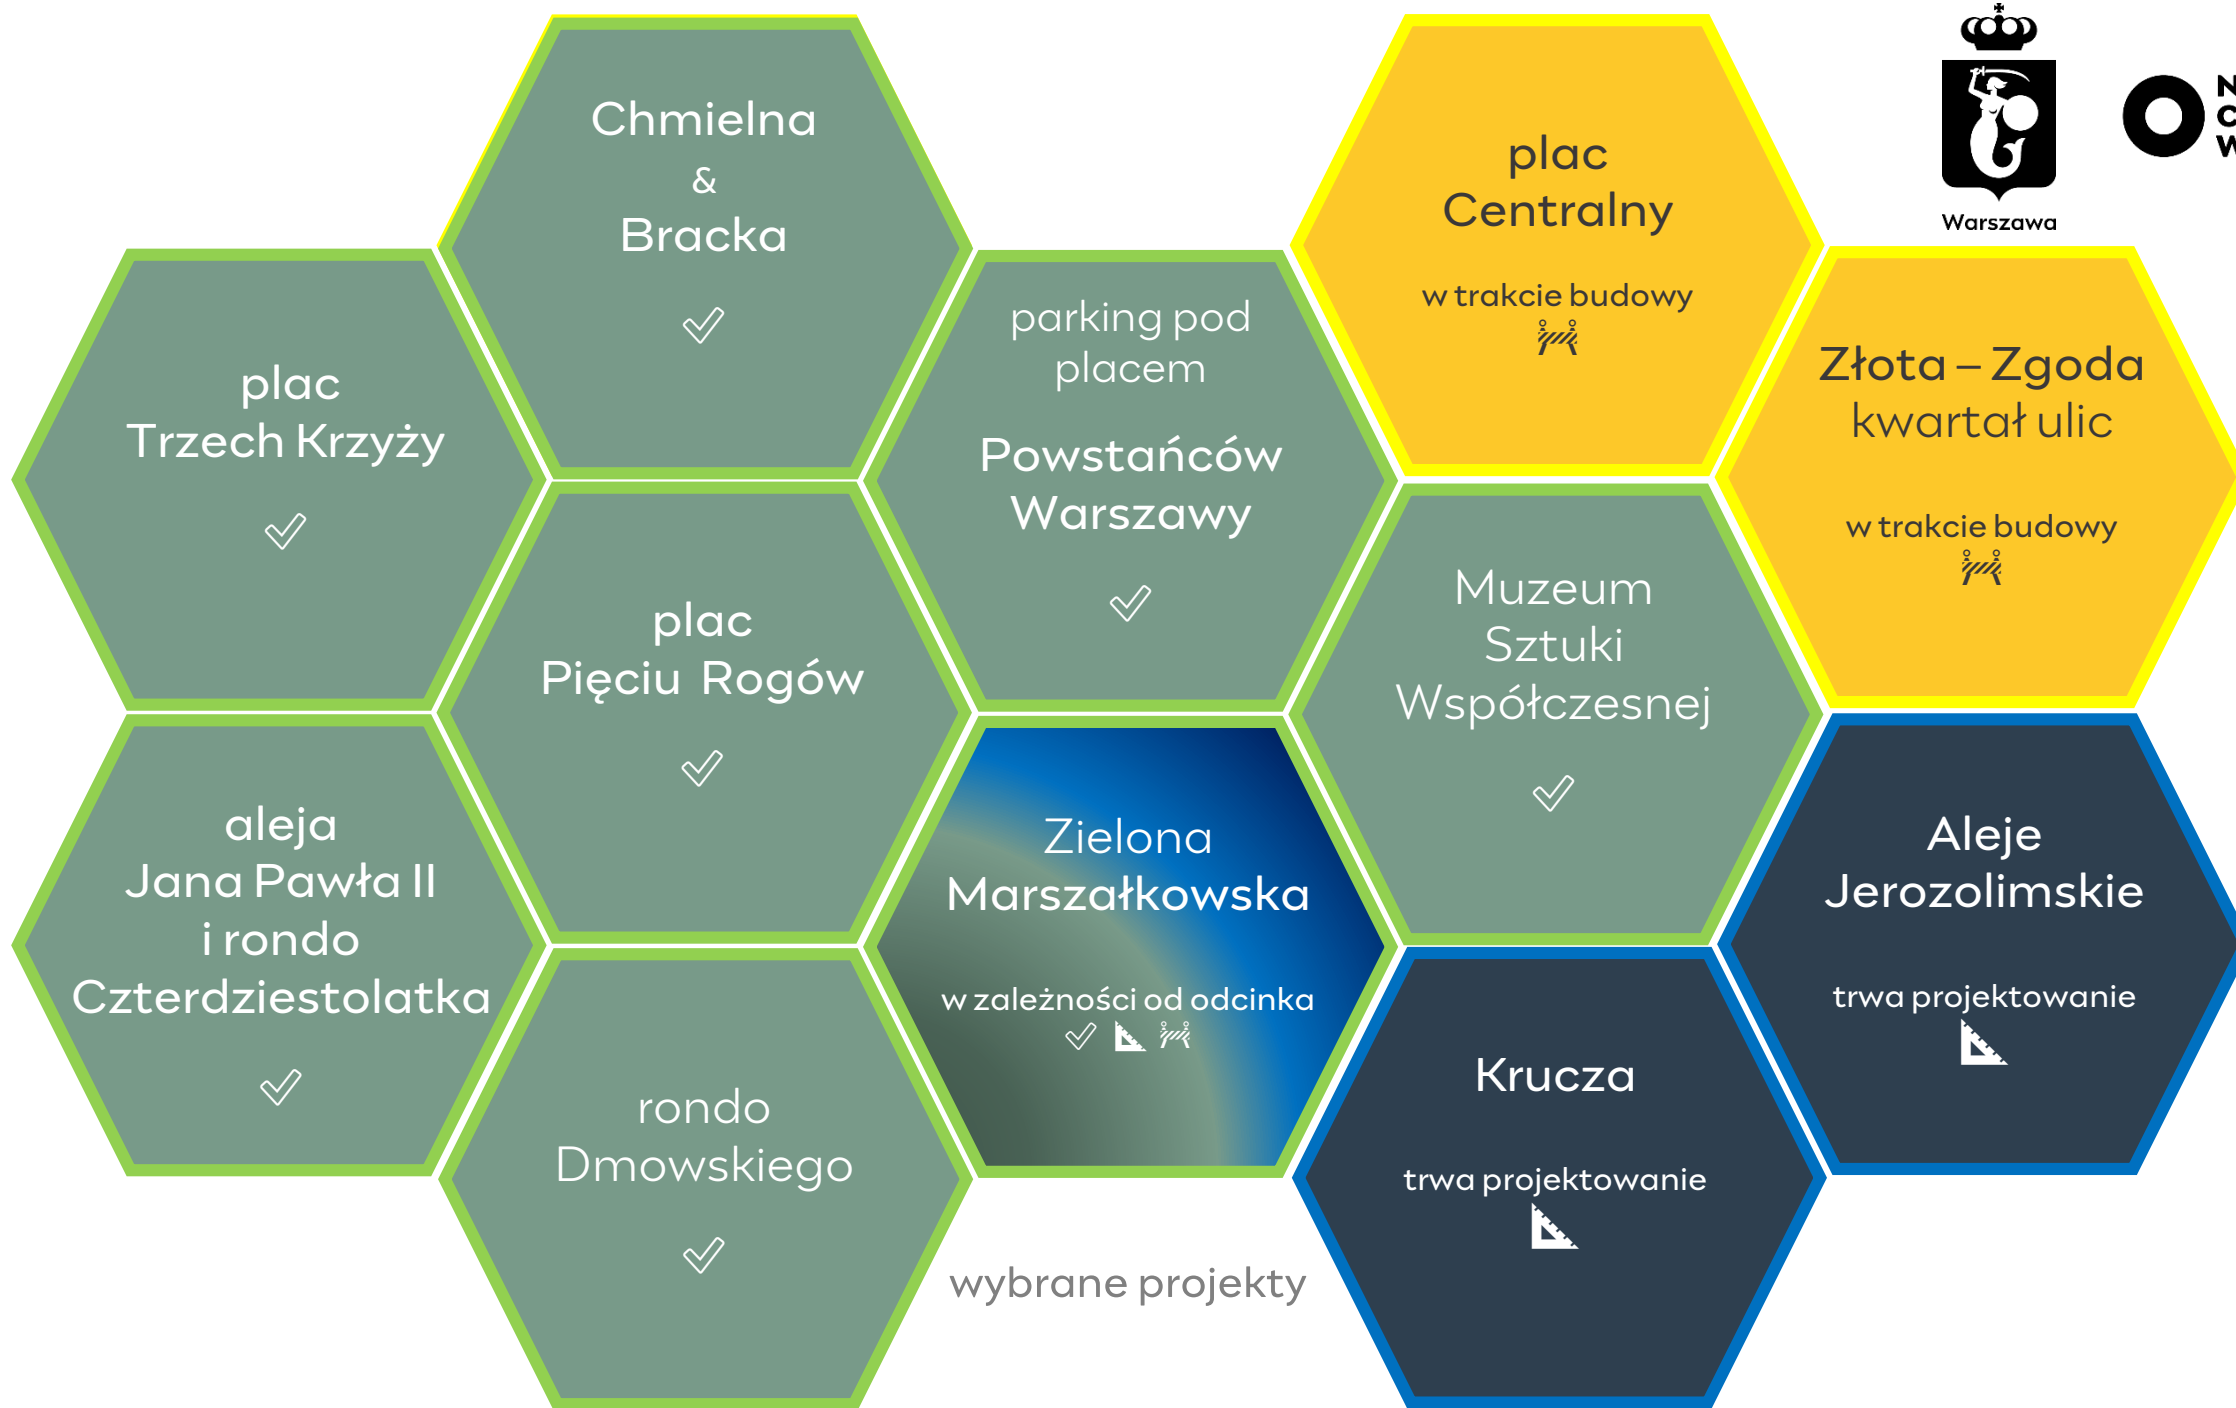 Chmielna
&
Bracka
plac
Centralny
w trakcie budowy
Warszawa
plac
Trzech Krzyży
parking pod
placem
Powstańców
Warszawy
Złota – Zgoda
kwartał ulic
w trakcie budowy
plac
Pięciu Rogów
Muzeum
Sztuki
Współczesnej
aleja
Jana Pawła II
i rondo
Czterdziestolatka
Zielona
Marszałkowska
w zależności od odcinka
Aleje
Jerozolimskie
trwa projektowanie
rondo
Dmowskiego
Krucza
trwa projektowanie
wybrane projekty